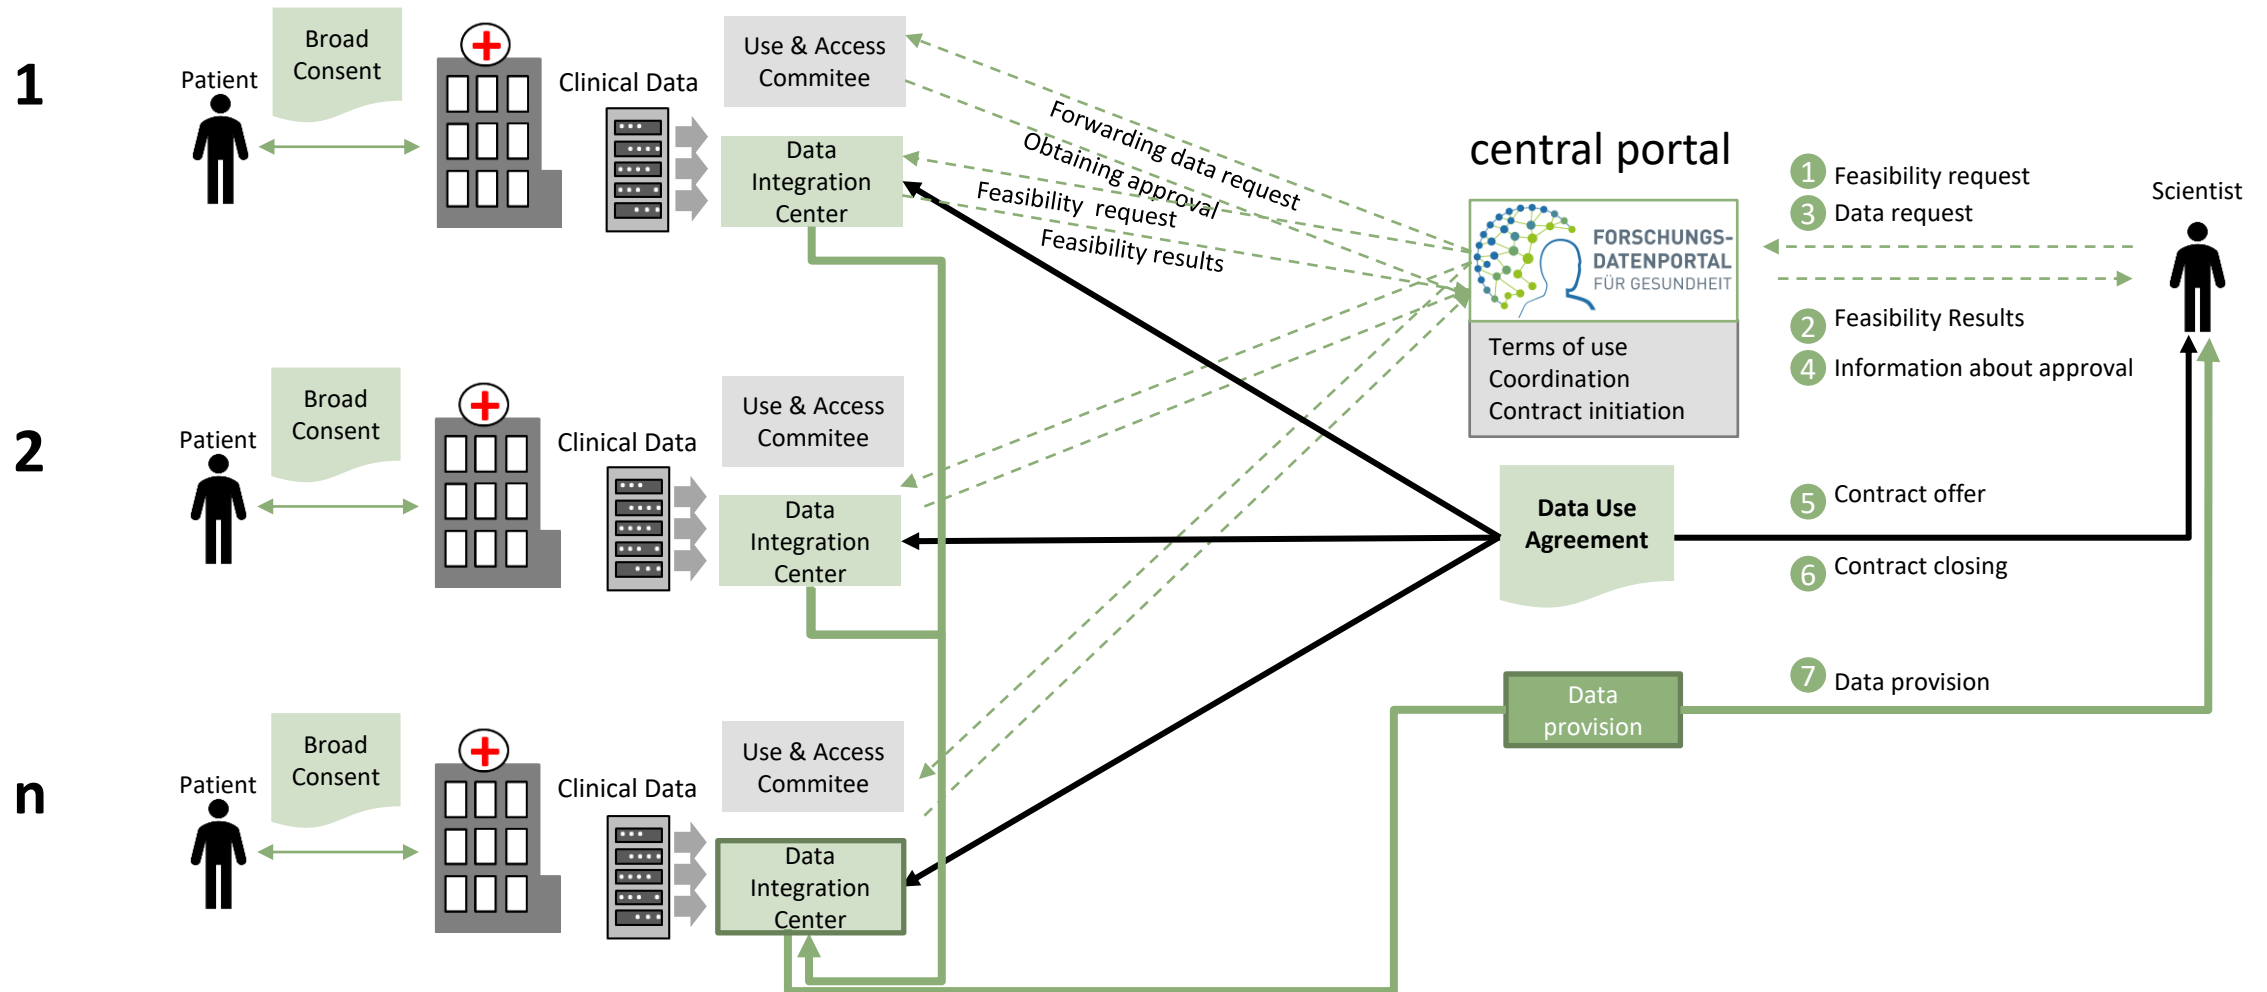 1
Patient
Broad
Consent
Clinical Data
Use & Access
Commitee
Data
Integration
Center
Forwarding data request
Obtaining approval
Feasibility request
Feasibility results
central portal
FORSCHUNGS-
DATENPORTAL
FÜR GESUNDHEIT
Terms of use
Coordination
Contract initiation
1 Feasibility request
3 Data request
Scientist
2 Feasibility Results
4 Information about approval
2
Patient
Broad
Consent
Clinical Data
Use & Access
Commitee
Data
Integration
Center
Data Use
Agreement
5 Contract offer
6 Contract closing
n
Patient
Broad
Consent
Clinical Data
Use & Access
Commitee
Data
Integration
Center
Data
provision
7 Data provision